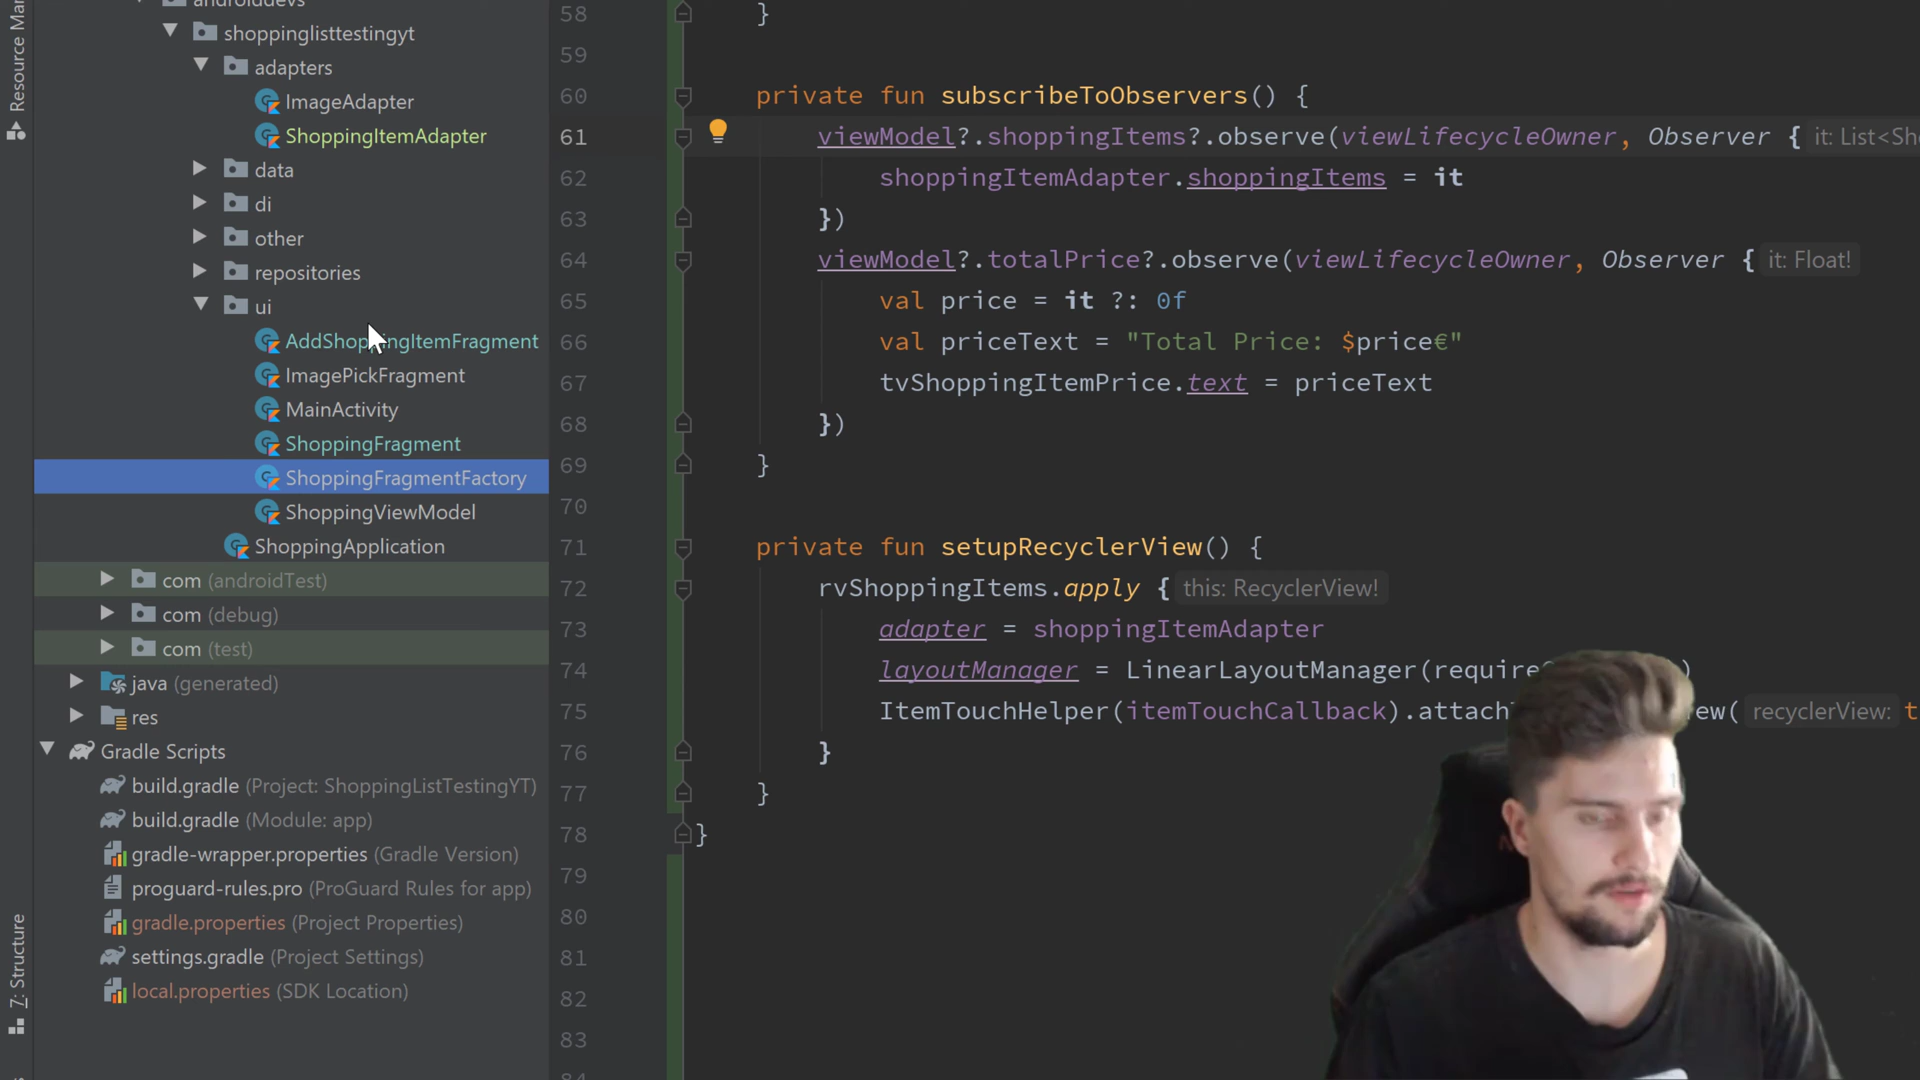 Resource Mar
androiddevs
shoppinglisttestingyt
adapters
ImageAdapter
ShoppingItemAdapter
data
di
other
repositories
ui
AddShoppingItemFragment
ImagePickFragment
MainActivity
ShoppingFragment
ShoppingFragmentFactory
ShoppingViewModel
ShoppingApplication
com (androidTest)
com (debug)
com (test)
java (generated)
res
Gradle Scripts
build.gradle (Project: ShoppingListTestingYT)
build.gradle (Module: app)
gradle-wrapper.properties (Gradle Version)
proguard-rules.pro (ProGuard Rules for app)
gradle.properties (Project Properties)
settings.gradle (Project Settings)
local.properties (SDK Location)
7: Structure
58 }
59
60 private fun subscribeToObservers() {
61 viewModel?.shoppingItems?.observe(viewLifecycleOwner, Observer { it: List<Sho
62 shoppingItemAdapter.shoppingItems = it
63 })
64 viewModel?.totalPrice?.observe(viewLifecycleOwner, Observer { it: Float!
65 val price = it ?: 0f
66 val priceText = "Total Price: $price€"
67 tvShoppingItemPrice.text = priceText
68 })
69 }
70
71 private fun setupRecyclerView() {
72 rvShoppingItems.apply { this: RecyclerView!
73 adapter = shoppingItemAdapter
74 layoutManager = LinearLayoutManager(require )
75 ItemTouchHelper(itemTouchCallback).attach ew( recyclerView: t
76 }
77 }
78 }
79
80
81
82
83
84